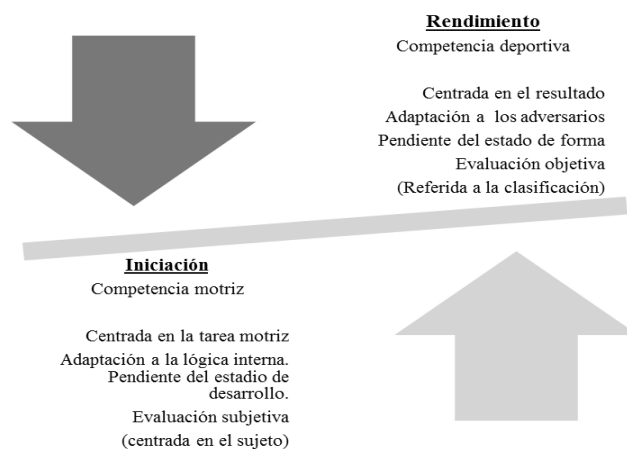 Rendimiento
Competencia deportiva
Centrada en el resultado
Adaptación a los adversarios
Pendiente del estado de forma
Evaluación objetiva
(Referida a la clasificación)
Iniciación
Competencia motriz
Centrada en la tarea motriz
Adaptación a la lógica interna.
Pendiente del estadio de
desarrollo.
Evaluación subjetiva
(centrada en el sujeto)